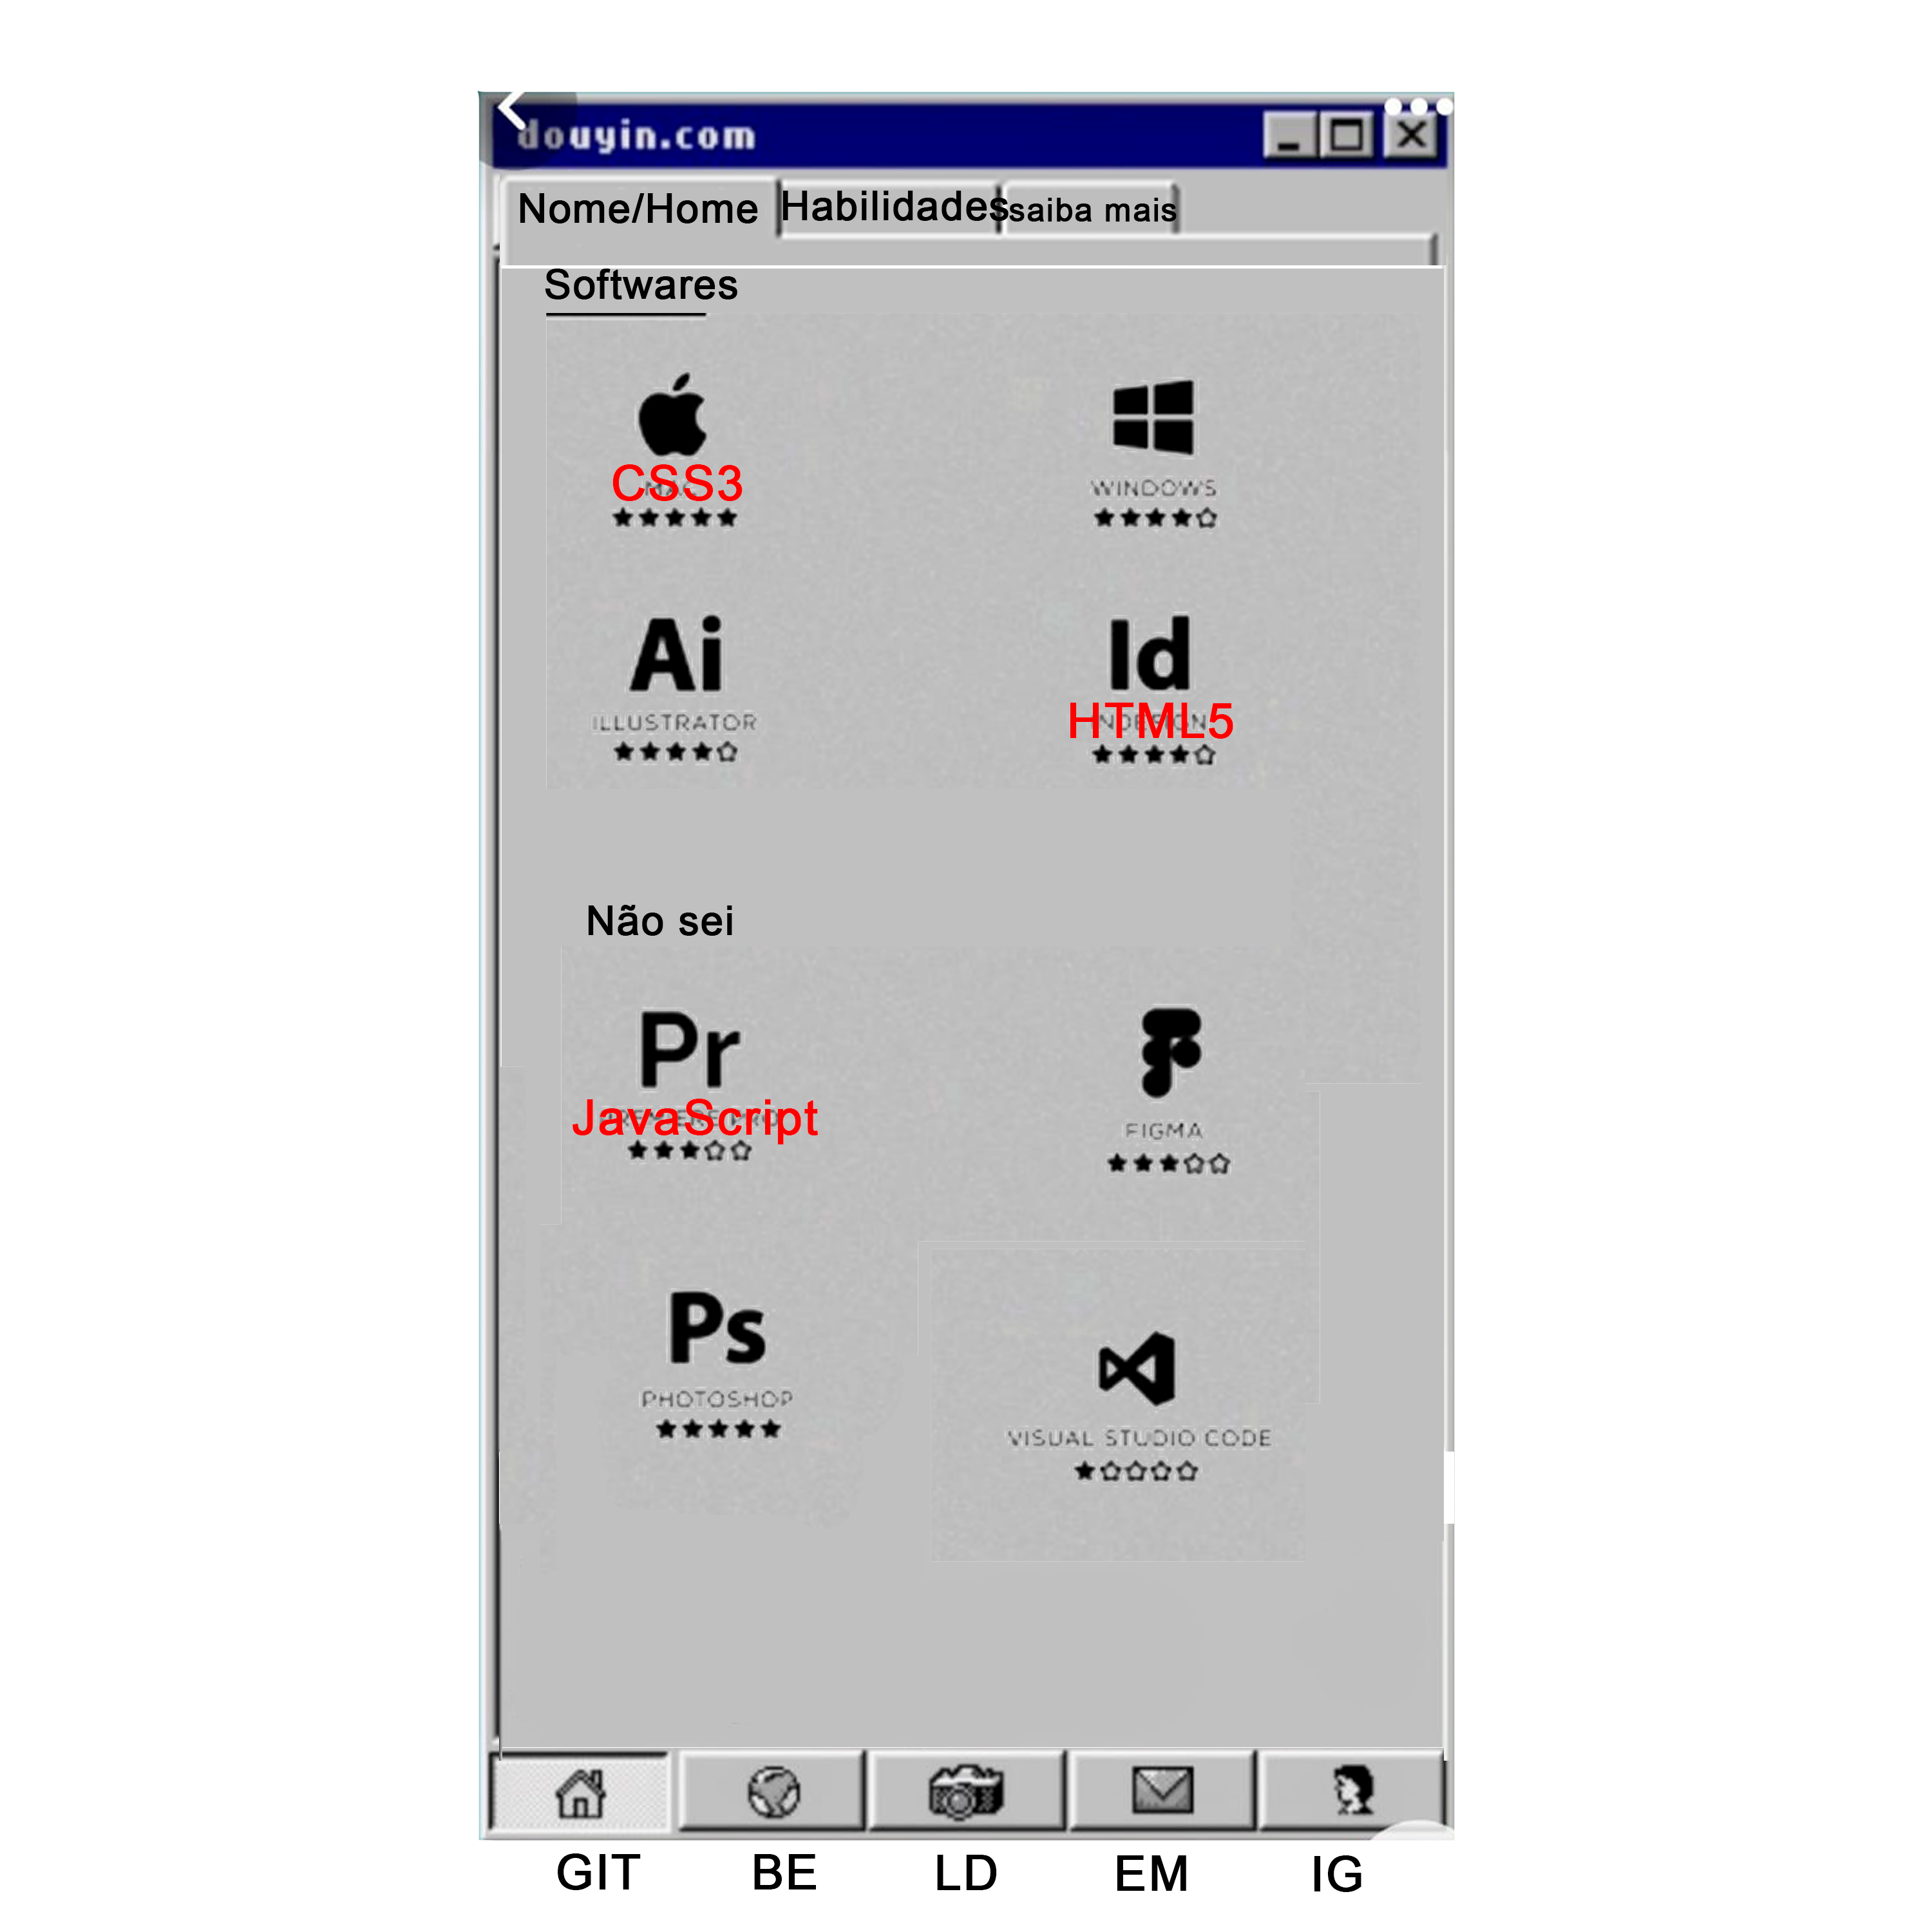 douyin.com
Nome/Home Habilidades saiba mais
Softwares
CSS3
WINDOWS
Ai Id
ILLUSTRATOR HTML5
Não sei
Pr
JavaScript
FIGMA
Ps
PHOTOSHOP
VISUAL STUDIO CODE
GIT BE LD EM IG